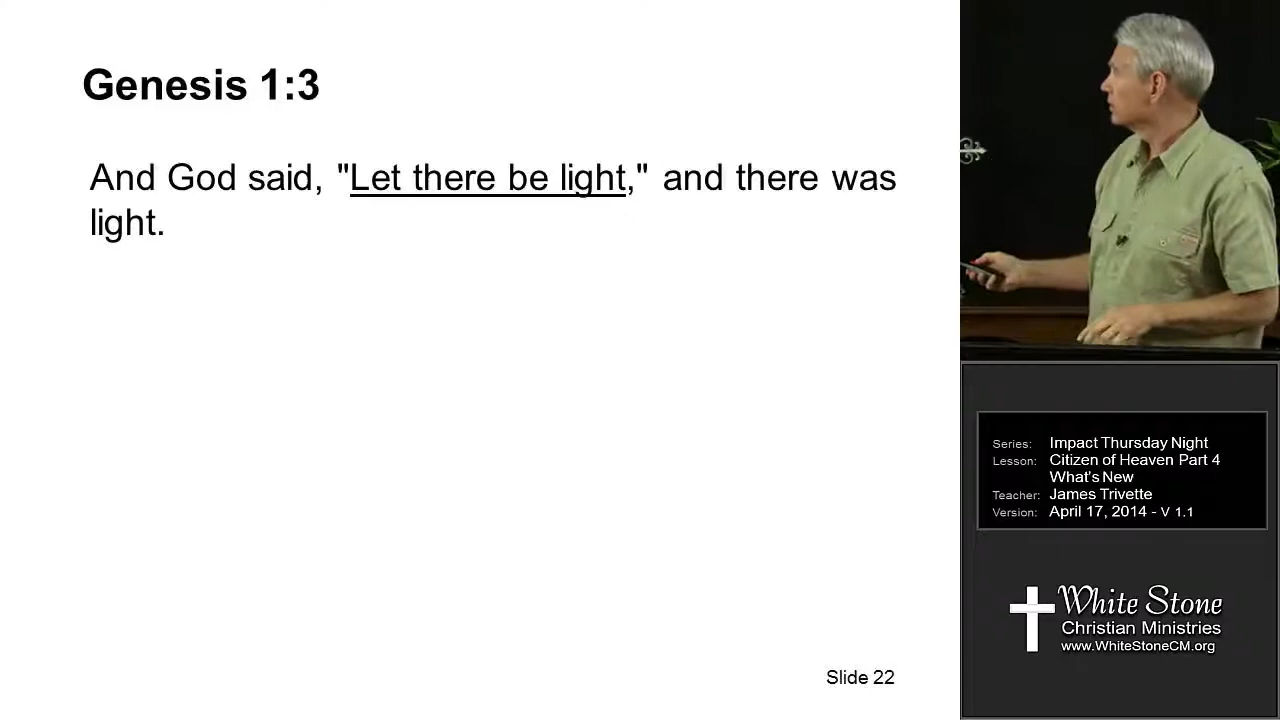 Genesis 1:3
And God said, "Let there be light," and there was
light.
Slide 22
Series: Impact Thursday Night
Lesson: Citizen of Heaven Part 4
What's New
Teacher: James Trivette
Version: April 17, 2014 - V 1.1
White Stone
Christian Ministries
www.WhiteStoneCM.org